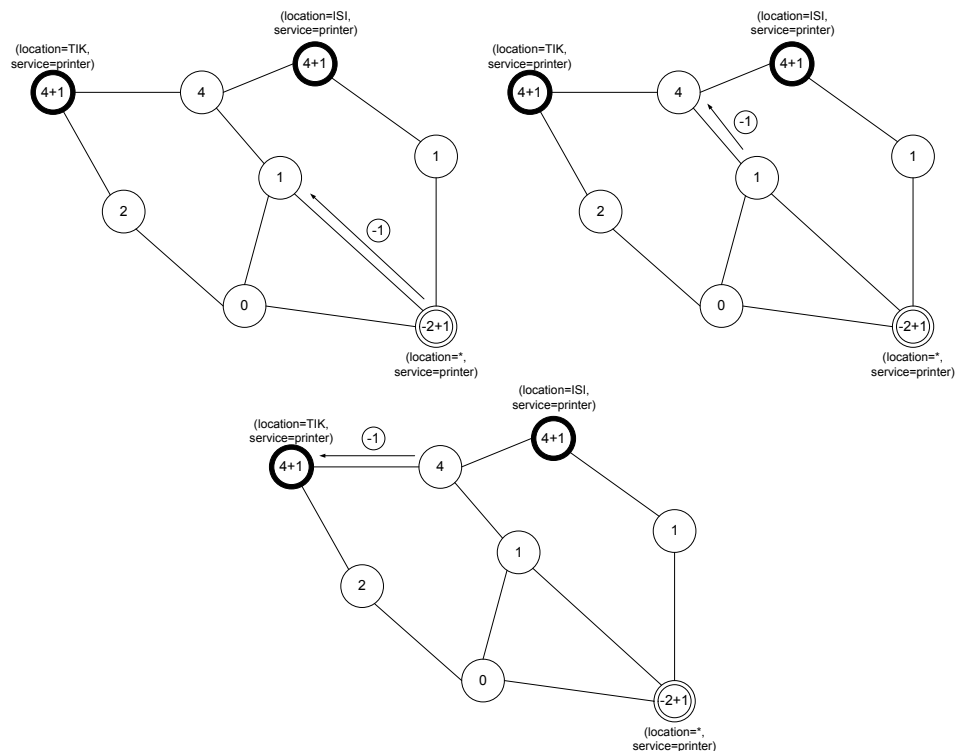 (location=ISI,
service=printer)
(location=TIK,
service=printer)
4+1
4
4+1
1
1
2
-1
0
-2+1
(location=*,
service=printer)
(location=ISI,
service=printer)
(location=TIK,
service=printer)
4+1
4
4+1
-1
1
1
2
0
-2+1
(location=*,
service=printer)
(location=ISI,
service=printer)
(location=TIK,
service=printer)
-1
4+1
4
4+1
1
1
2
0
-2+1
(location=*,
service=printer)